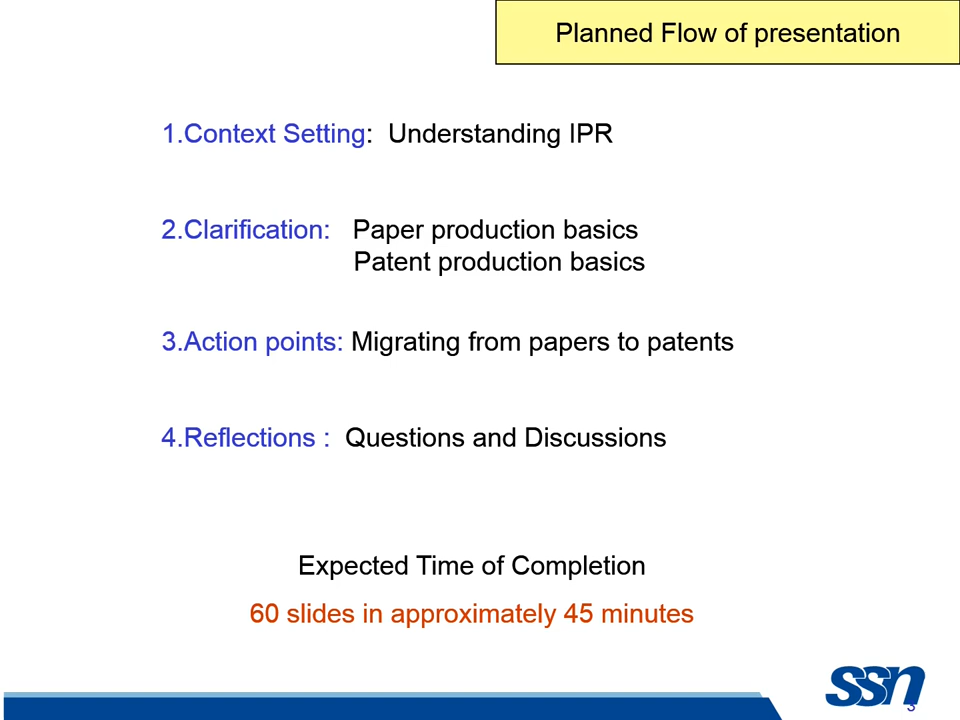 Planned Flow of presentation
1.Context Setting: Understanding IPR
2.Clarification: Paper production basics
Patent production basics
3.Action points: Migrating from papers to patents
4.Reflections : Questions and Discussions
Expected Time of Completion
60 slides in approximately 45 minutes
ssn
3